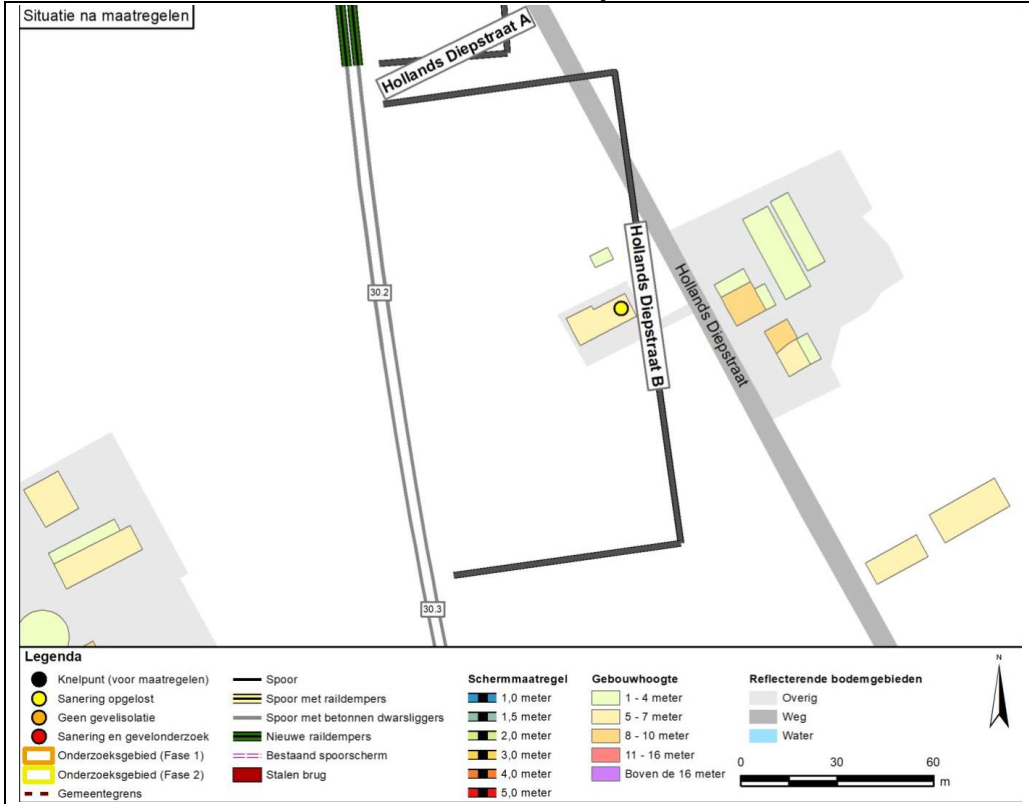 Situatie na maatregelen
Hollands Diepstraat A
Hollands Diepstraat B
Hollands Diepstraat
30.2
30.3
Legenda
Knelpunt (voor maatregelen)
Sanering opgelost
Geen gevelisolatie
Sanering en gevelonderzoek
Onderzoeksgebied (Fase 1)
Onderzoeksgebied (Fase 2)
Gemeentegrens
Spoor
Spoor met raildempers
Spoor met betonnen dwarsliggers
Nieuwe raildempers
Bestaand spoorscherm
Stalen brug
Schermmaatregel
1,0 meter
1,5 meter
2,0 meter
3,0 meter
4,0 meter
5,0 meter
Gebouwhoogte
1 - 4 meter
5 - 7 meter
8 - 10 meter
11 - 16 meter
Boven de 16 meter
Reflecterende bodemgebieden
Overig
Weg
Water
N
0 30 60
m